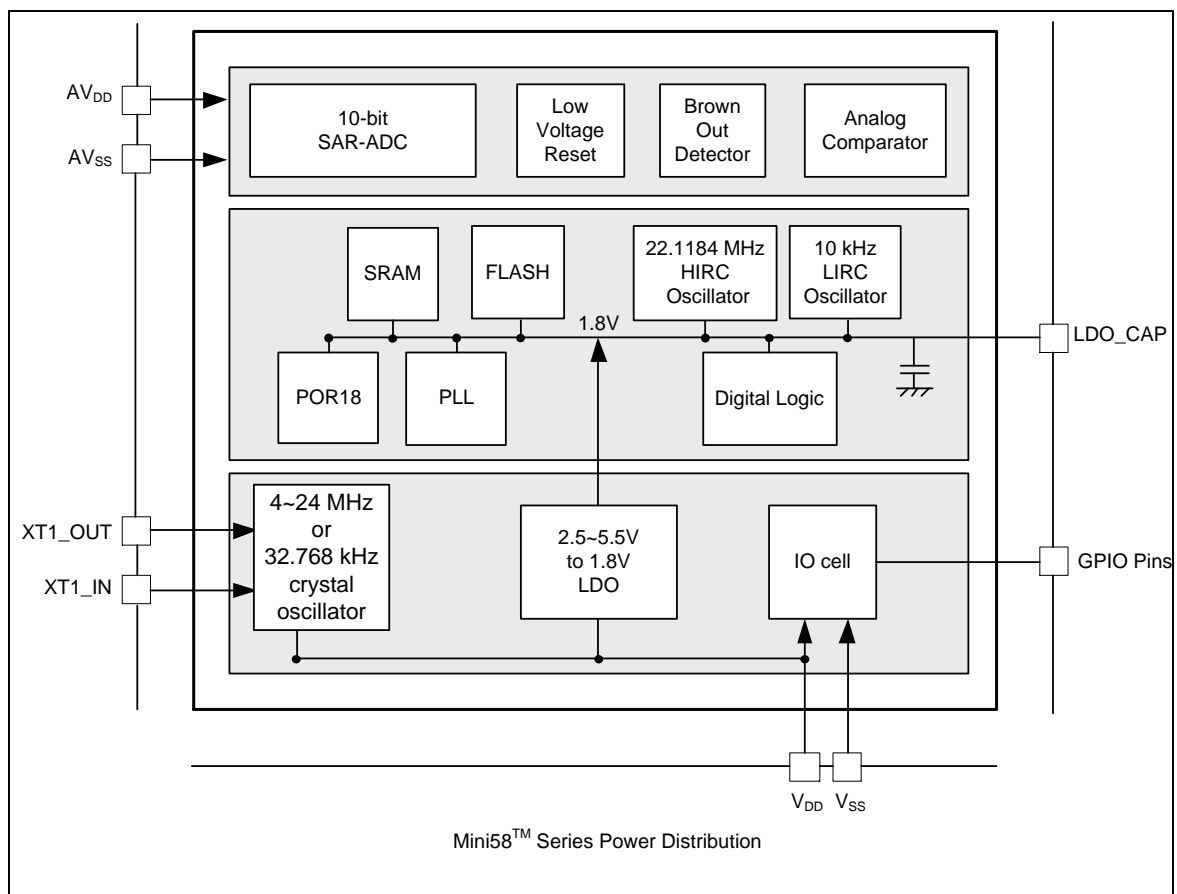 AVDD
AVSS
10-bit
SAR-ADC
Low
Voltage
Reset
Brown
Out
Detector
Analog
Comparator
SRAM
FLASH
22.1184 MHz
HIRC
Oscillator
10 kHz
LIRC
Oscillator
1.8V
LDO_CAP
POR18
PLL
Digital Logic
XT1_OUT
XT1_IN
4~24 MHz
or
32.768 kHz
crystal
oscillator
2.5~5.5V
to 1.8V
LDO
IO cell
GPIO Pins
VDD
VSS
Mini58TM Series Power Distribution